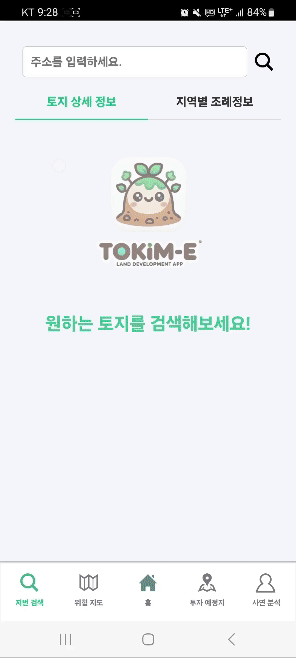 KT 9:28
LTE+ 84%
주소를 입력하세요.
토지 상세 정보 지역별 조례정보
TOKiM-E
LAND DEVELOPMENT APP
원하는 토지를 검색해보세요!
지번 검색 위험 지도 홈 투자 예정지 사연 분석